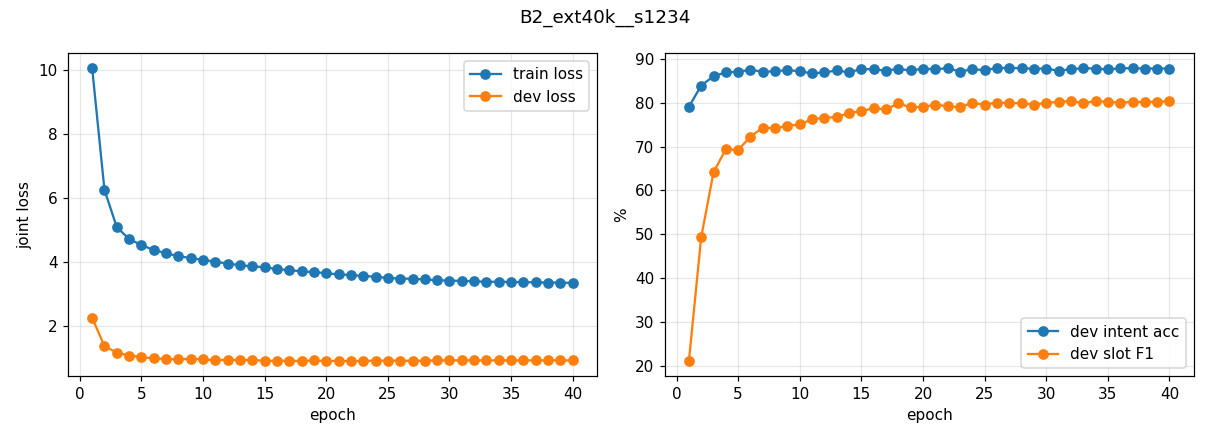 B2_ext40k__s1234
joint loss
10
8
6
4
2
train loss
dev loss
0 5 10 15 20 25 30 35 40
epoch
%
90
80
70
60
50
40
30
20
dev intent acc
dev slot F1
0 5 10 15 20 25 30 35 40
epoch